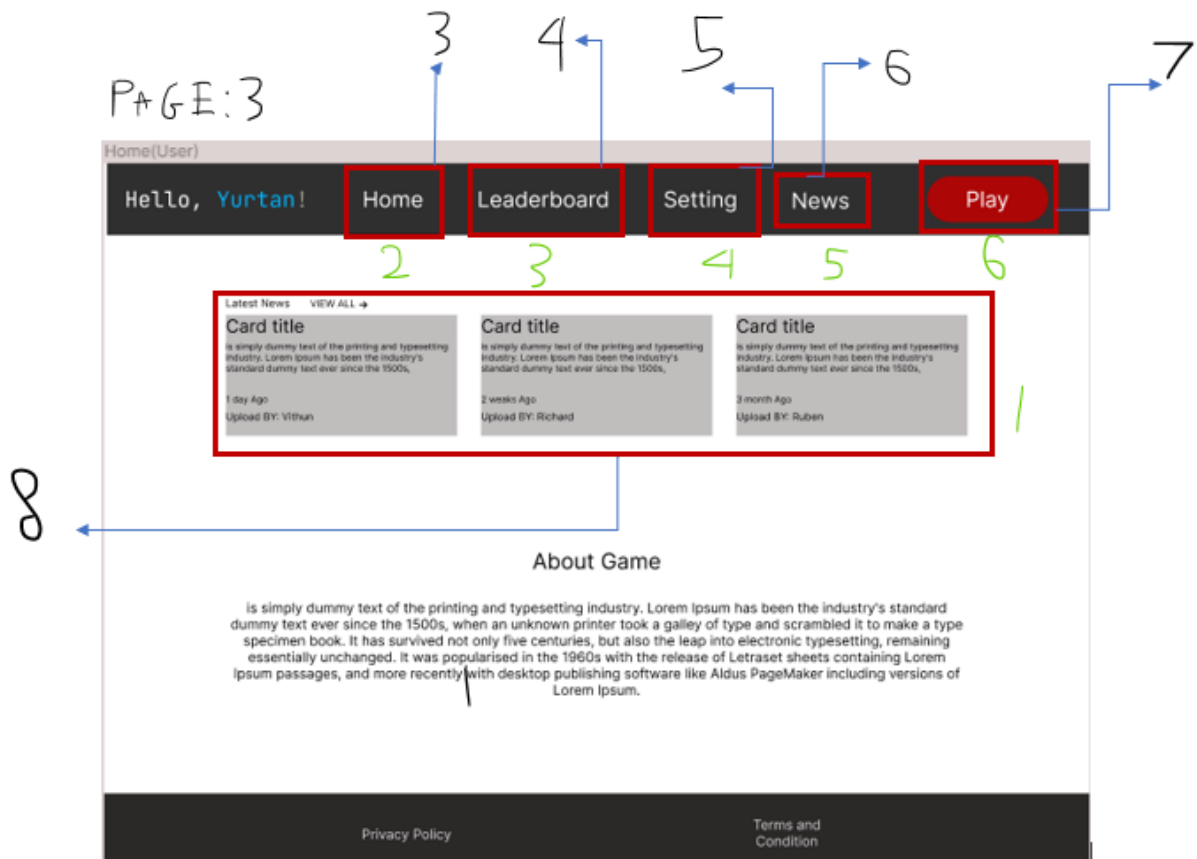 3 4 5 6 7
PAGE:3
Home(User)
Hello, Yurtan! Home Leaderboard Setting News Play
2 3 4 5 6
Latest News VIEW ALL →
Card title Card title Card title
is simply dummy text of the printing and typesetting is simply dummy text of the printing and typesetting is simply dummy text of the printing and typesetting
industry. Lorem Ipsum has been the industry's industry. Lorem Ipsum has been the industry's industry. Lorem Ipsum has been the industry's
standard dummy text ever since the 1500s, standard dummy text ever since the 1500s, standard dummy text ever since the 1500s,
1 day Ago 2 weeks Ago 3 month Ago
1
Upload BY: Vithun Upload BY: Richard Upload BY: Ruben
8
About Game
is simply dummy text of the printing and typesetting industry. Lorem Ipsum has been the industry's standard
dummy text ever since the 1500s, when an unknown printer took a galley of type and scrambled it to make a type
specimen book. It has survived not only five centuries, but also the leap into electronic typesetting, remaining
essentially unchanged. It was popularised in the 1960s with the release of Letraset sheets containing Lorem
Ipsum passages, and more recently with desktop publishing software like Aldus PageMaker including versions of
Lorem Ipsum.
Privacy Policy
Terms and
Condition